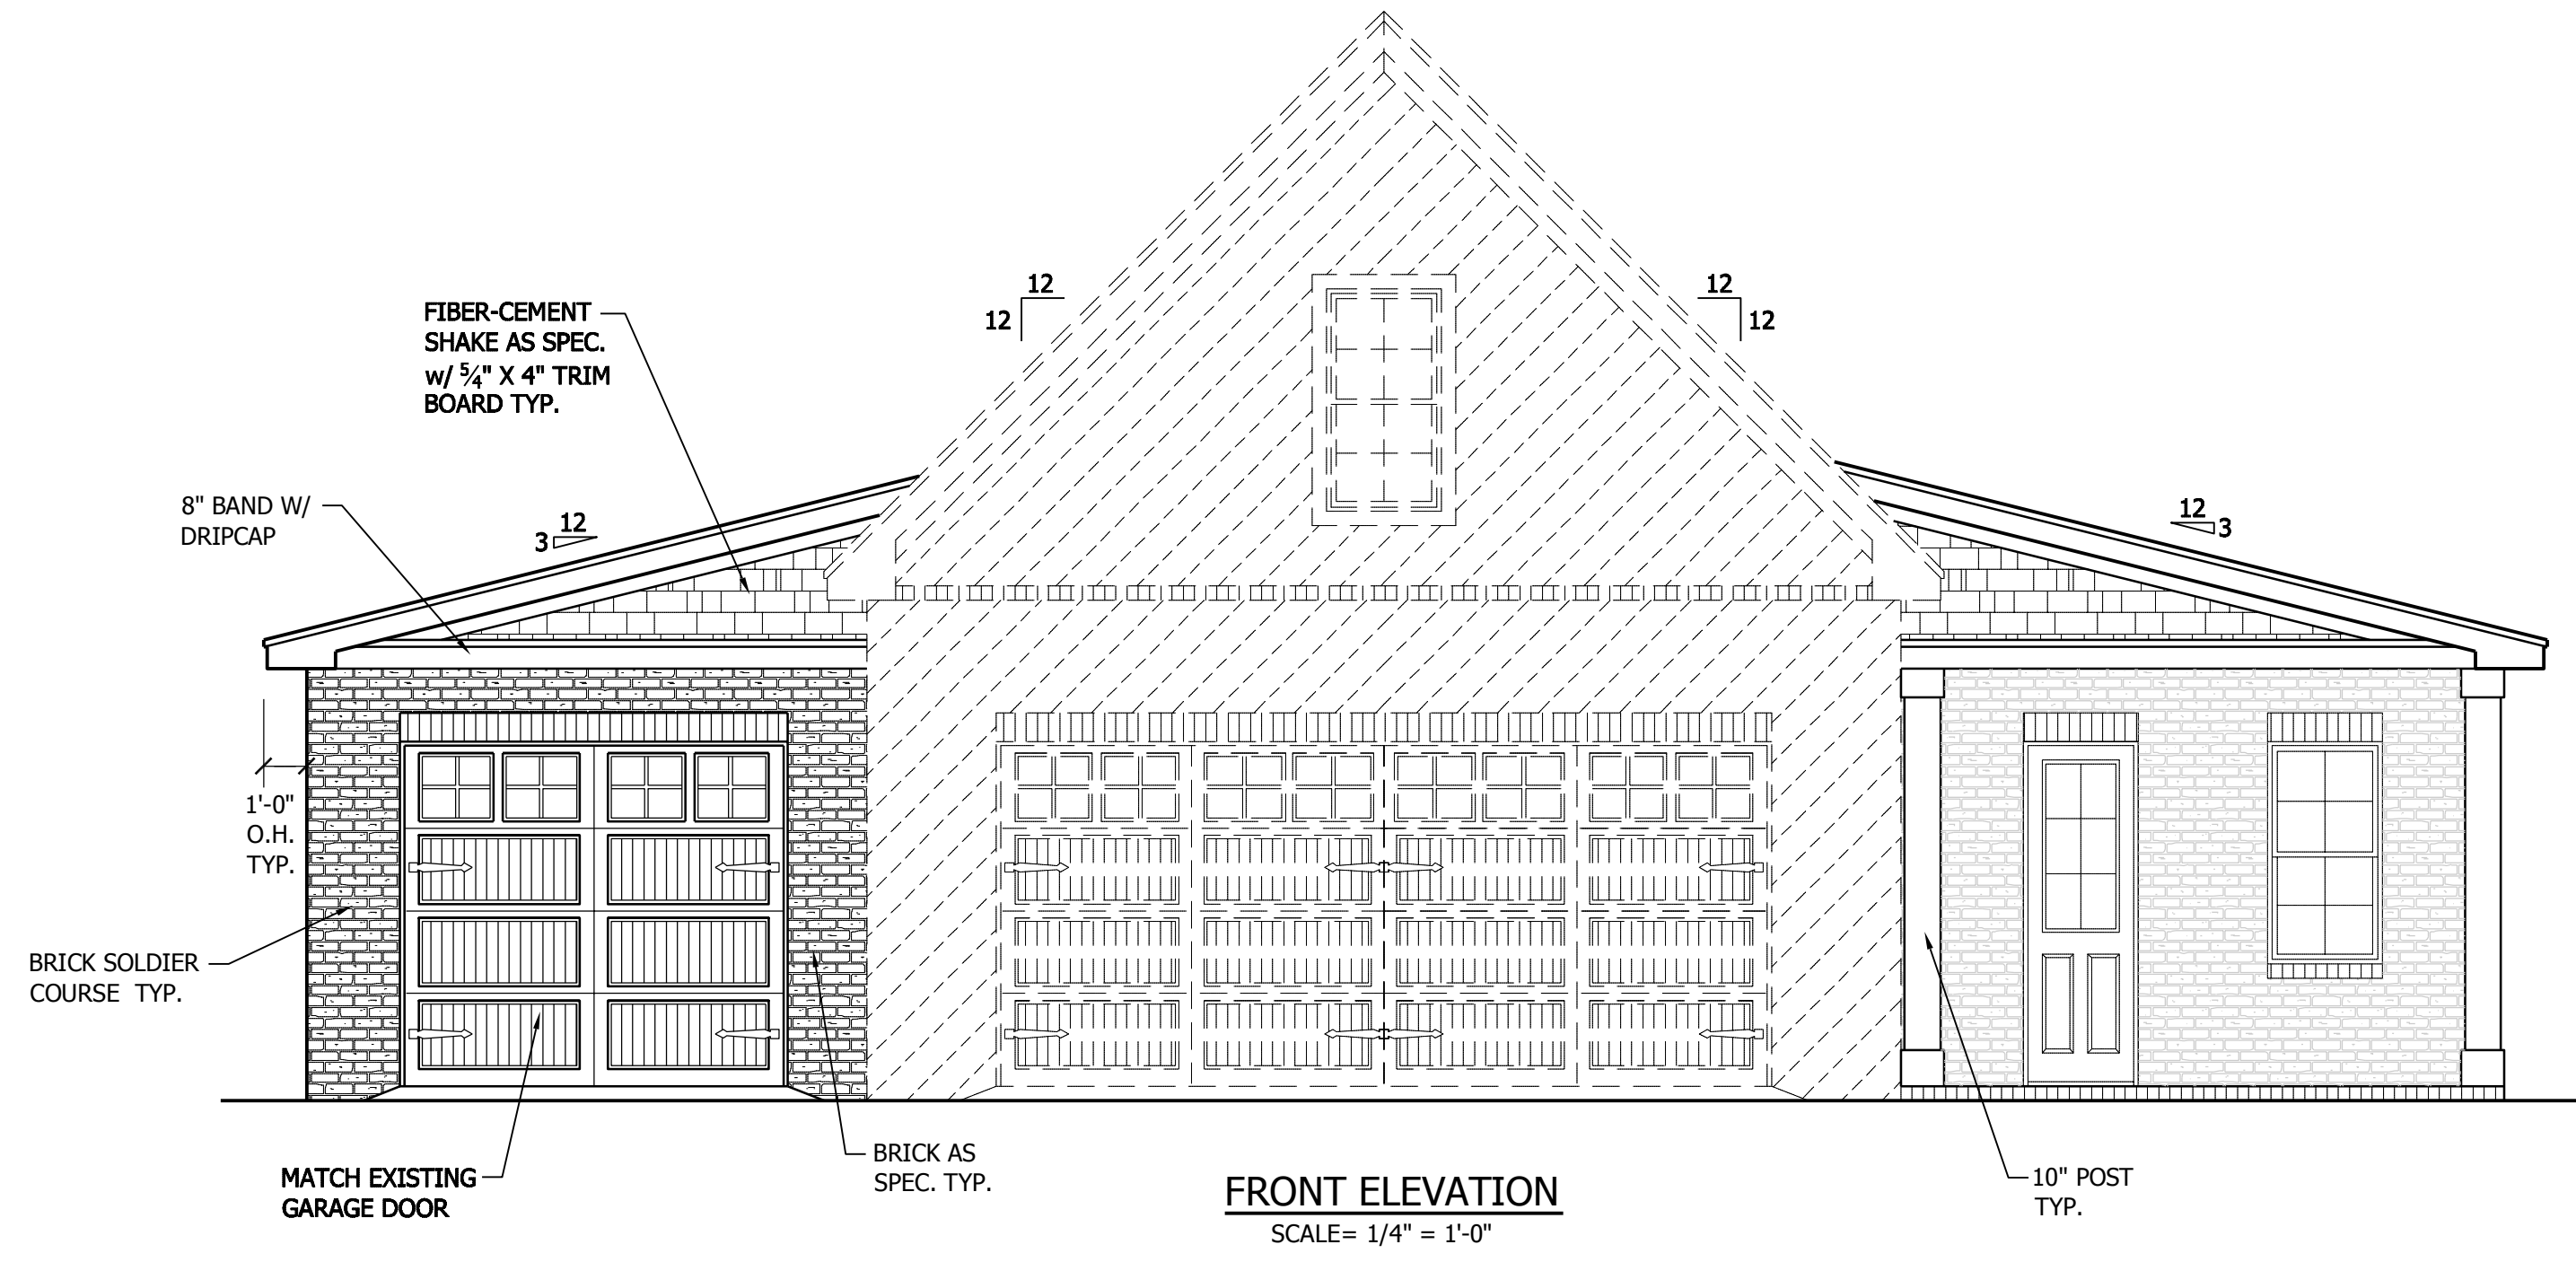 12
12
12
12
FIBER-CEMENT
SHAKE AS SPEC.
w/ 5/4" X 4" TRIM
BOARD TYP.
8" BAND W/
DRIPCAP
12
3
12
3
1'-0"
O.H.
TYP.
BRICK SOLDIER
COURSE TYP.
MATCH EXISTING
GARAGE DOOR
BRICK AS
SPEC. TYP.
10" POST
TYP.
FRONT ELEVATION
SCALE= 1/4" = 1'-0"